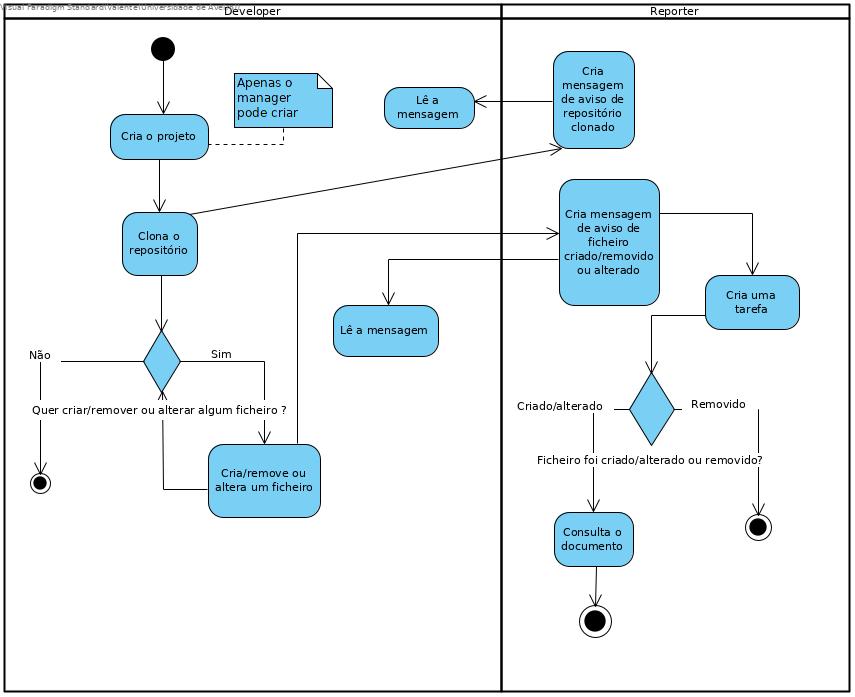 Visual Paradigm Standard(Valente(Universidade de Aveiro))
Developer
Reporter
Apenas o
manager
pode criar
Cria o projeto
Lê a
mensagem
Cria
mensagem
de aviso de
repositório
clonado
Clona o
repositório
Cria mensagem
de aviso de
ficheiro
criado/removido
ou alterado
Cria uma
tarefa
Lê a mensagem
Não
Sim
Quer criar/remover ou alterar algum ficheiro ?
Criado/alterado
Removido
Ficheiro foi criado/alterado ou removido?
Cria/remove ou
altera um ficheiro
Consulta o
documento